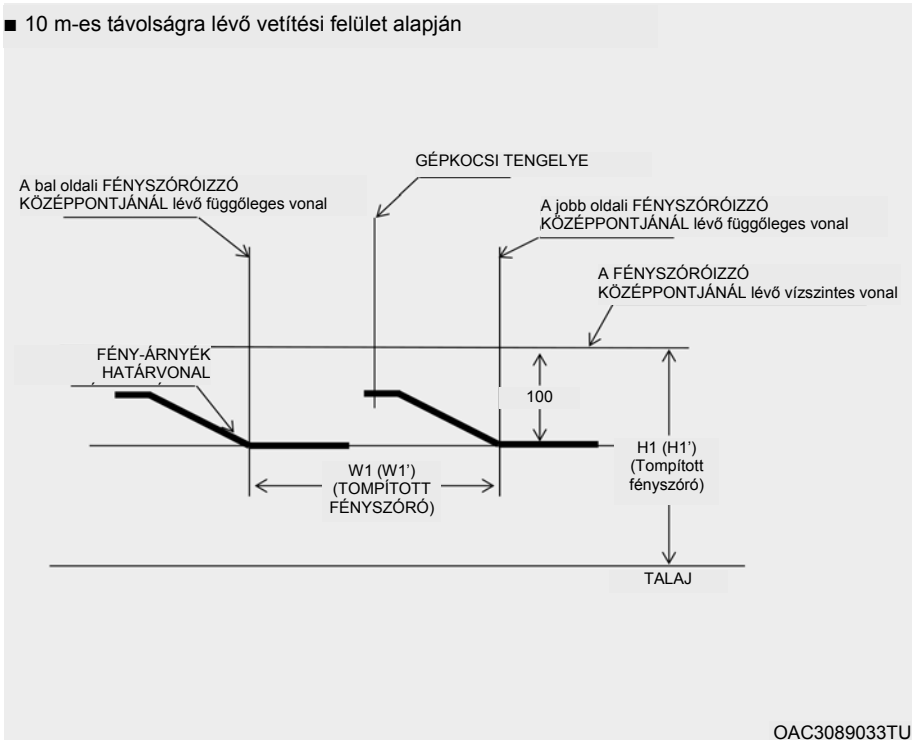 ■ 10 m-es távolságra lévő vetítési felület alapján
GÉPKOCSI TENGELYE
A bal oldali FÉNYSZÓRÓIZZÓ
KÖZÉPPONTJÁNÁL lévő függőleges vonal
A jobb oldali FÉNYSZÓRÓIZZÓ
KÖZÉPPONTJÁNÁL lévő függőleges vonal
A FÉNYSZÓRÓIZZÓ
KÖZÉPPONTJÁNÁL lévő vízszintes vonal
FÉNY-ÁRNYÉK
HATÁRVONAL
100
H1 (H1’)
(Tompított
fényszóró)
W1 (W1’)
(TOMPÍTOTT
FÉNYSZÓRÓ)
TALAJ
OAC3089033TU